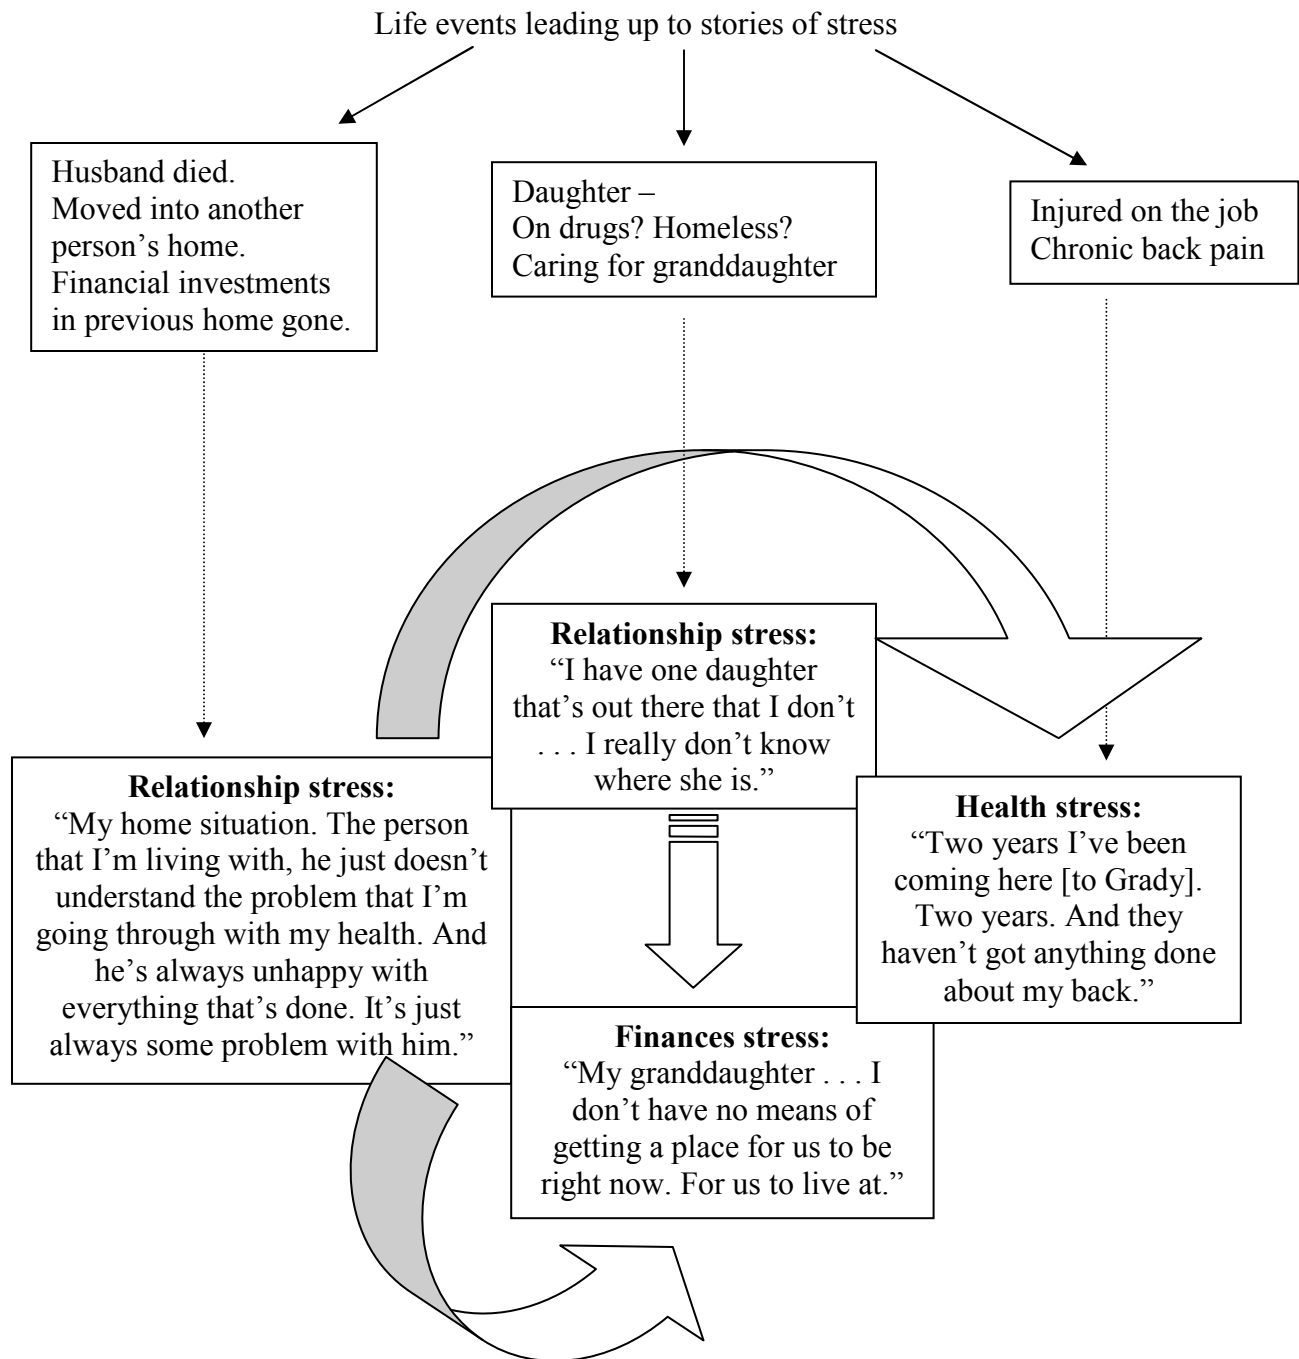 Life events leading up to stories of stress
Husband died.
Moved into another
person’s home.
Financial investments
in previous home gone.
Daughter –
On drugs? Homeless?
Caring for granddaughter
Injured on the job
Chronic back pain
Relationship stress:
“I have one daughter
that’s out there that I don’t
. . . I really don’t know
where she is.”
Relationship stress:
“My home situation. The person
that I’m living with, he just doesn’t
understand the problem that I’m
going through with my health. And
he’s always unhappy with
everything that’s done. It’s just
always some problem with him.”
Health stress:
“Two years I’ve been
coming here [to Grady].
Two years. And they
haven’t got anything done
about my back.”
Finances stress:
“My granddaughter . . . I
don’t have no means of
getting a place for us to be
right now. For us to live at.”